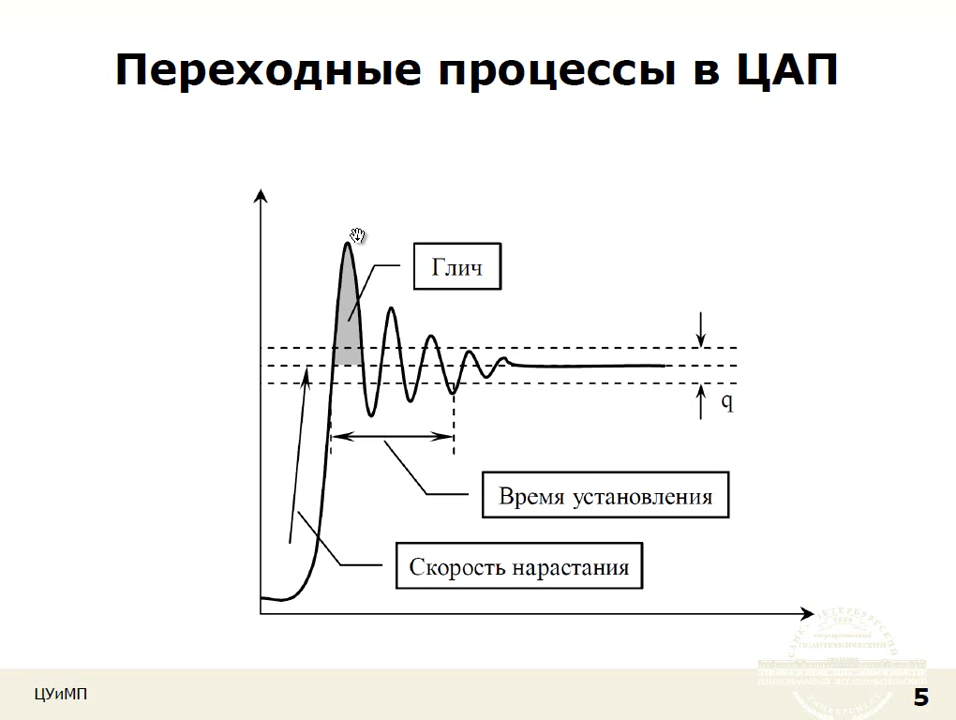 Переходные процессы в ЦАП
Глич
q
Время установления
Скорость нарастания
ЦУиМП
5